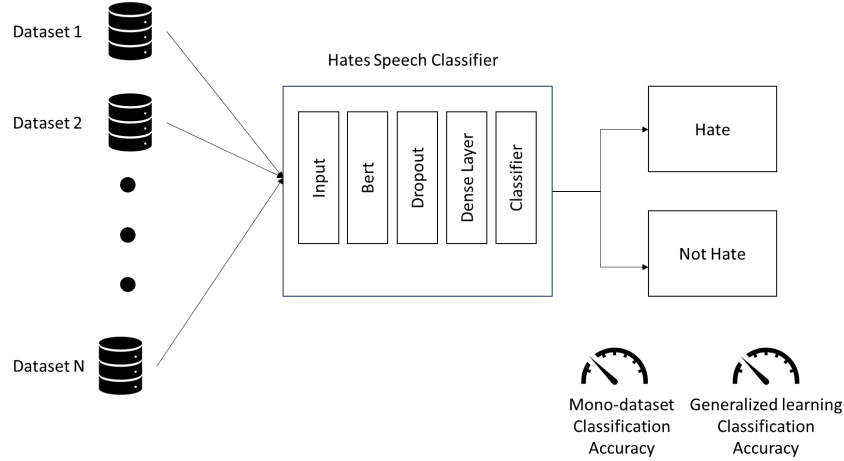 Dataset 1
Dataset 2
Dataset N
Hates Speech Classifier
Input
Bert
Dropout
Dense Layer
Classifier
Hate
Not Hate
Mono-dataset
Classification
Accuracy
Generalized learning
Classification
Accuracy